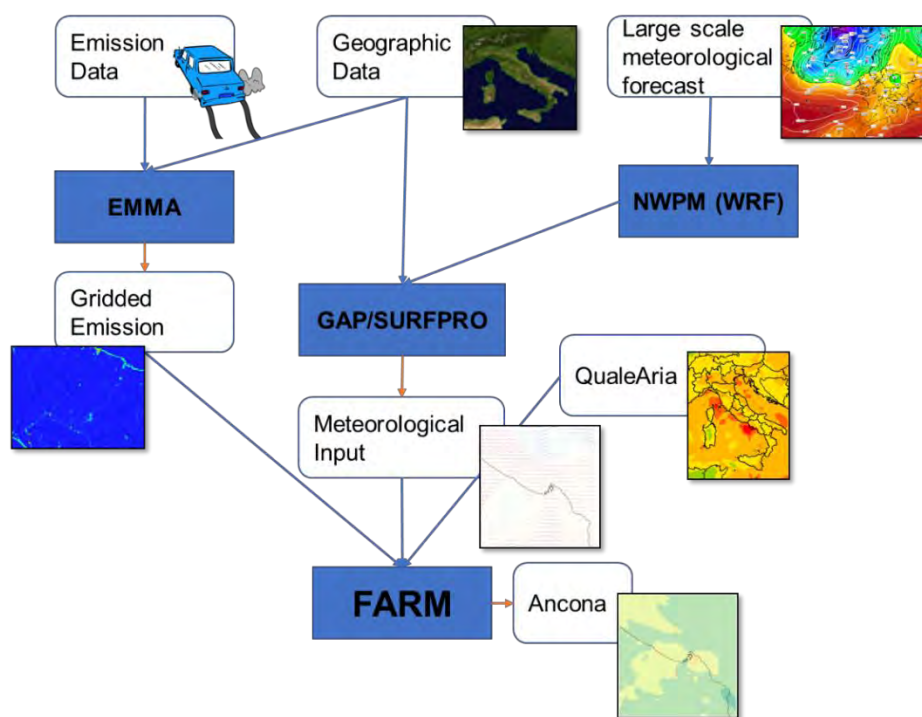 Emission
Data
Geographic
Data
Large scale
meteorological
forecast
EMMA
NWPM (WRF)
Gridded
Emission
GAP/SURFPRO
QualeAria
Meteorological
Input
FARM
Ancona